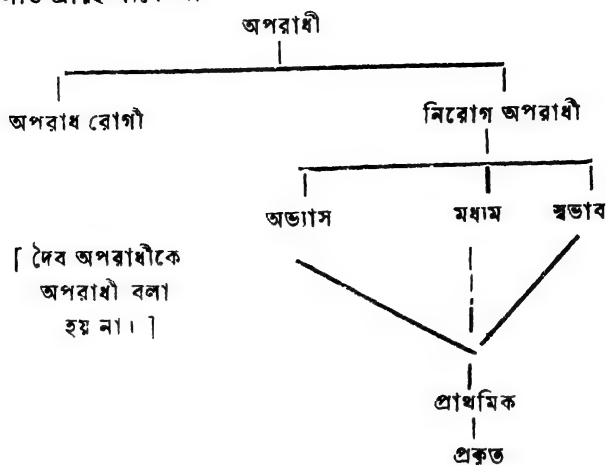 অপরাধী
অপরাধ রোগী
নিরোগ অপরাধী
অভ্যাস
মধ্যম
স্বভাব
[ দৈব অপরাধীকে
অপরাধী বলা
হয় না। ]
প্রাথমিক
প্রকৃত